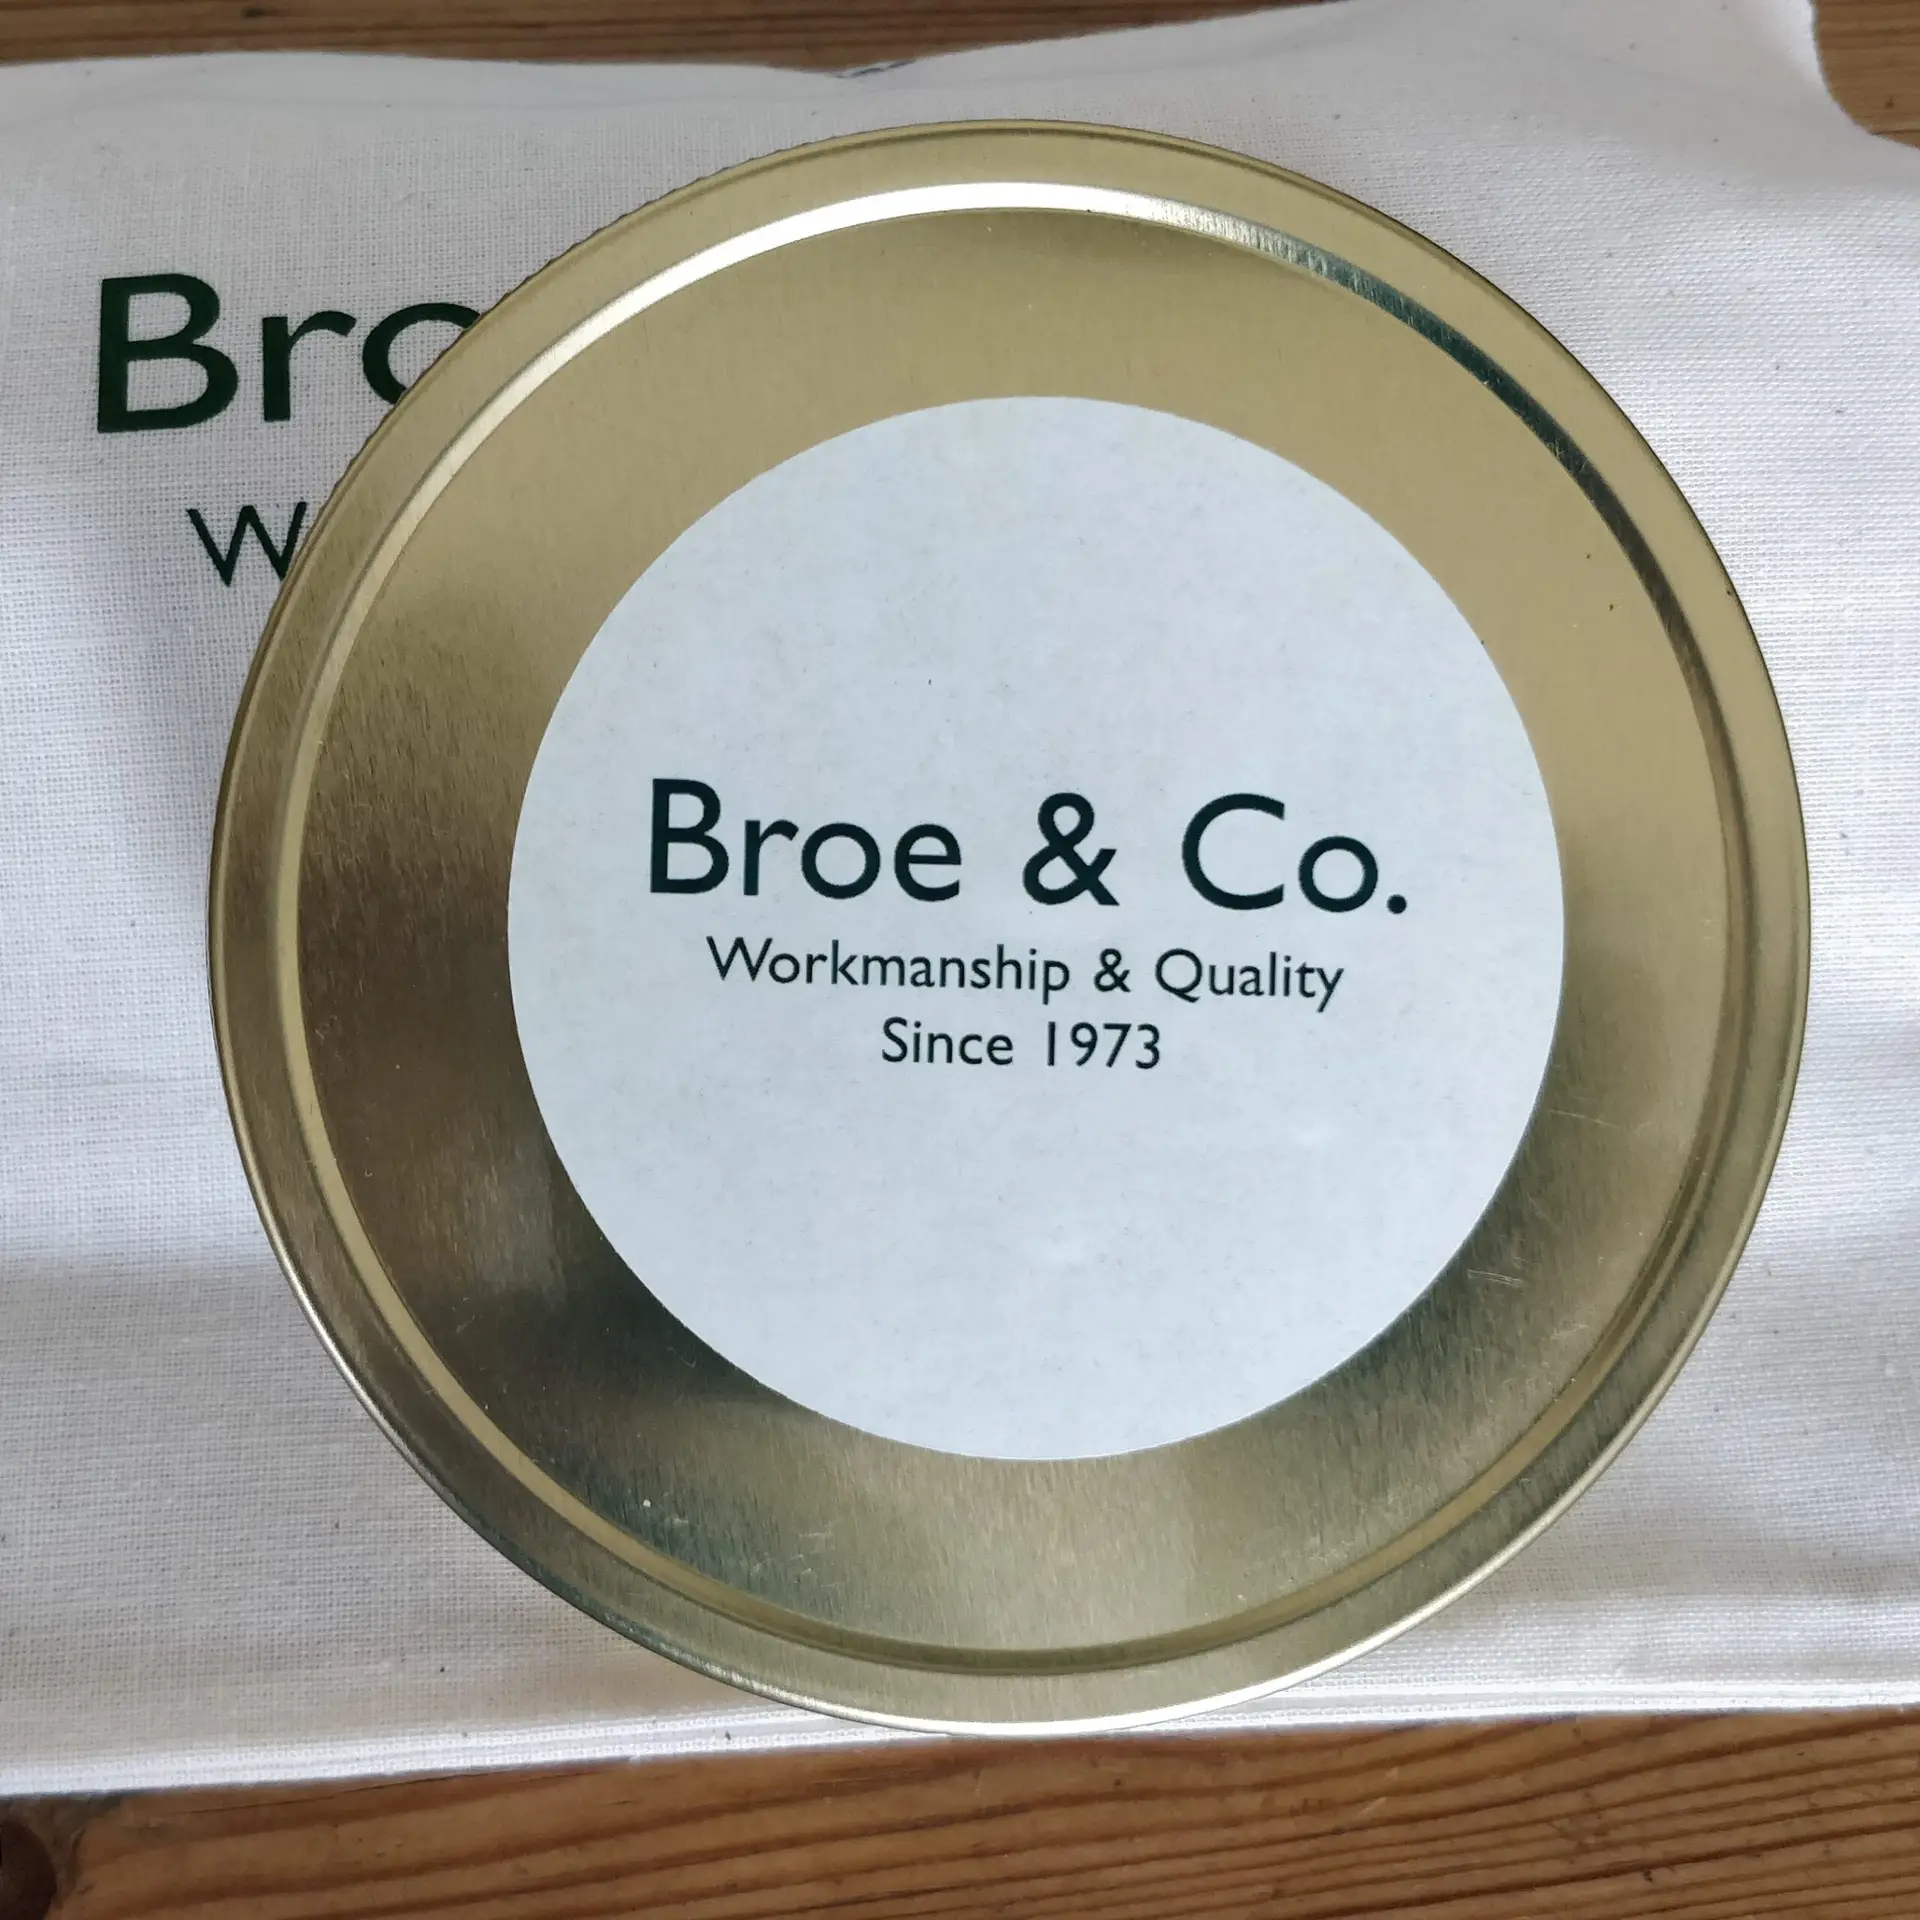 Broe & Co.
Workmanship & Quality
Since 1973